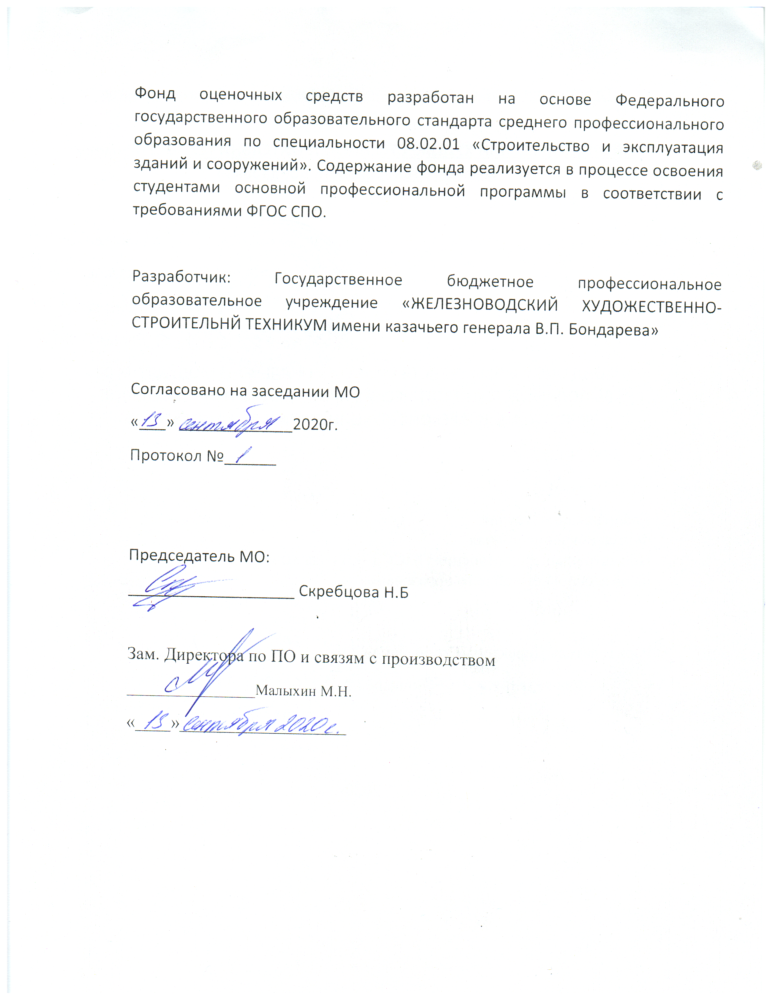 Фонд оценочных средств разработан на основе Федерального
государственного образовательного стандарта среднего профессионального
образования по специальности 08.02.01 «Строительство и эксплуатация
зданий и сооружений». Содержание фонда реализуется в процессе освоения
студентами основной профессиональной программы в соответствии с
требованиями ФГОС СПО.
Разработчик: Государственное бюджетное профессиональное
образовательное учреждение «ЖЕЛЕЗНОВОДСКИЙ ХУДОЖЕСТВЕННО-
СТРОИТЕЛЬНЙ ТЕХНИКУМ имени казачьего генерала В.П. Бондарева»
Согласовано на заседании МО
«13» сентября 2020г.
Протокол № 1
Председатель МО:
Скребцова Н.Б
Зам. Директора по ПО и связям с производством
Малыхин М.Н.
«13» сентября 2020 г.